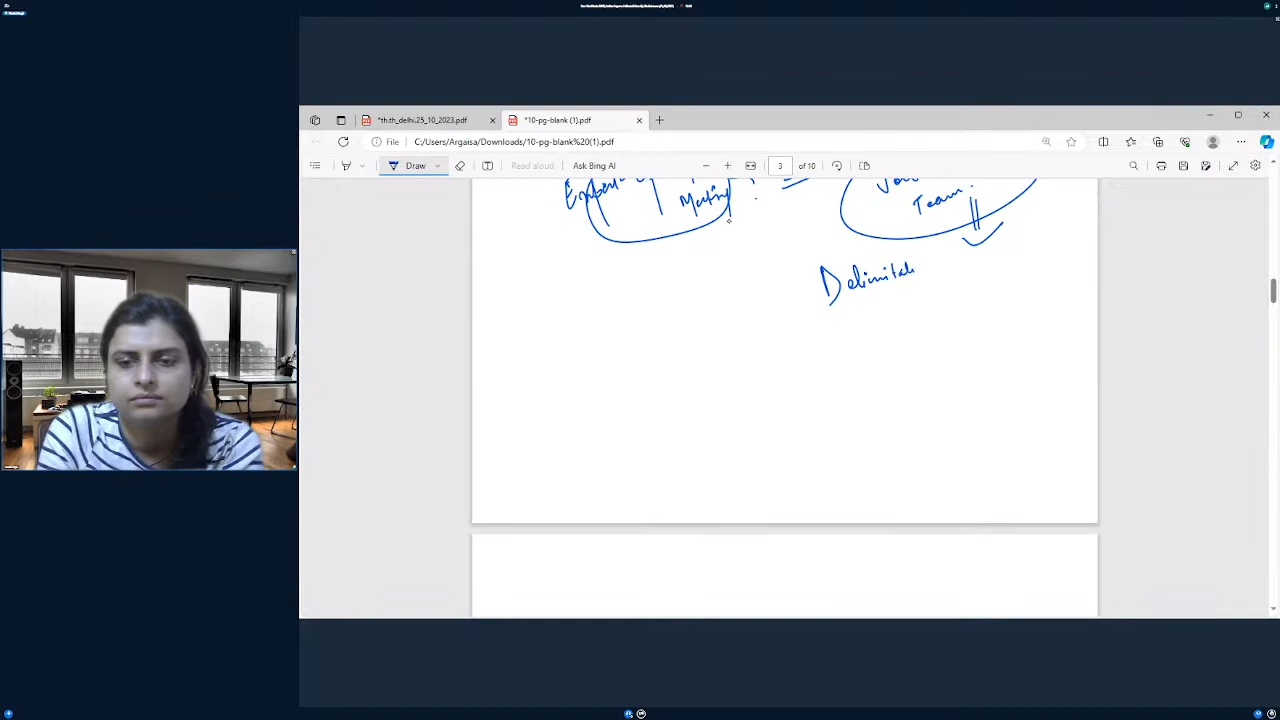 *th.th_delhi.25_10_2023.pdf
*10-pg-blank (1).pdf
File
C:/Users/Argaisa/Downloads/10-pg-blank%20(1).pdf
Draw
Read aloud
Ask Bing AI
3
of 10
Meeting
Team.
Delimitat